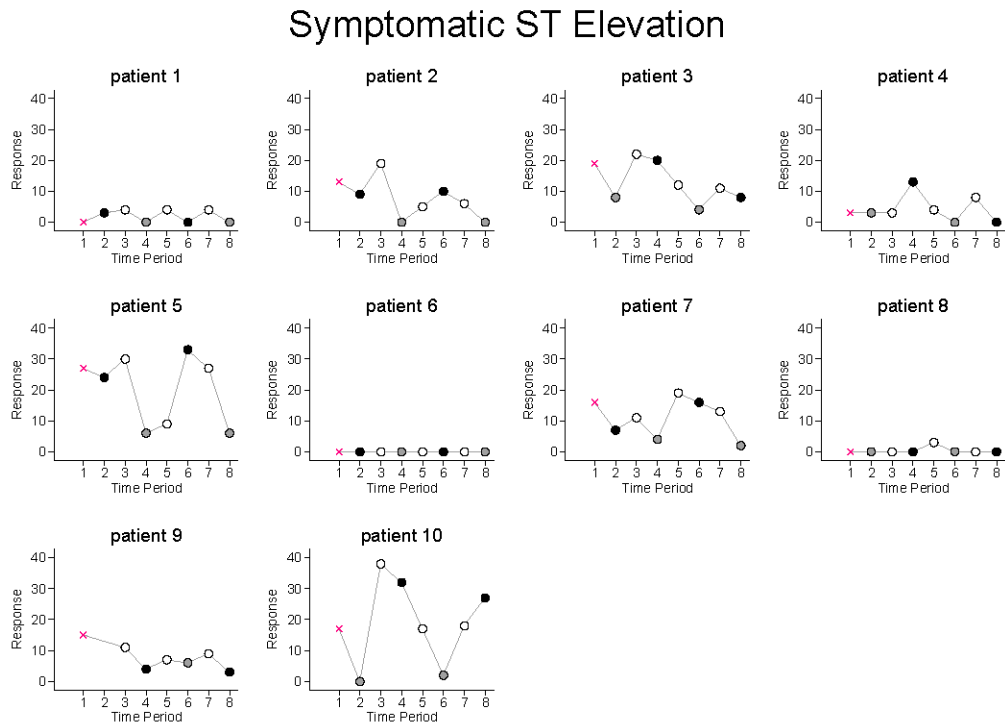 Symptomatic ST Elevation
patient 1
40
30
20
10
0
Response
1 2 3 4 5 6 7 8
Time Period
patient 2
40
30
20
10
0
Response
1 2 3 4 5 6 7 8
Time Period
patient 3
40
30
20
10
0
Response
1 2 3 4 5 6 7 8
Time Period
patient 4
40
30
20
10
0
Response
1 2 3 4 5 6 7 8
Time Period
patient 5
40
30
20
10
0
Response
1 2 3 4 5 6 7 8
Time Period
patient 6
40
30
20
10
0
Response
1 2 3 4 5 6 7 8
Time Period
patient 7
40
30
20
10
0
Response
1 2 3 4 5 6 7 8
Time Period
patient 8
40
30
20
10
0
Response
1 2 3 4 5 6 7 8
Time Period
patient 9
40
30
20
10
0
Response
1 2 3 4 5 6 7 8
Time Period
patient 10
40
30
20
10
0
Response
1 2 3 4 5 6 7 8
Time Period